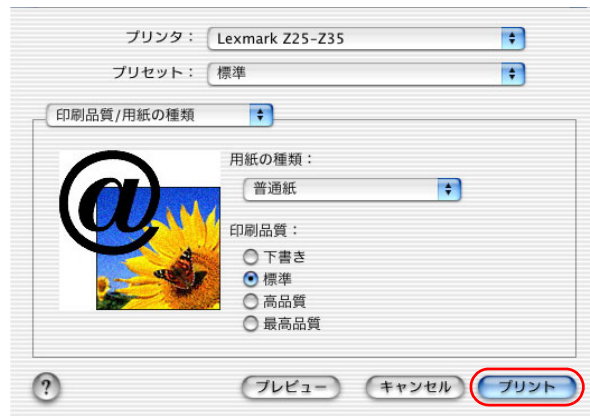 プリンタ： Lexmark Z25-Z35
プリセット： 標準
印刷品質/用紙の種類
@
用紙の種類：
普通紙
印刷品質：
下書き
標準
高品質
最高品質
? プレビュー キャンセル プリント